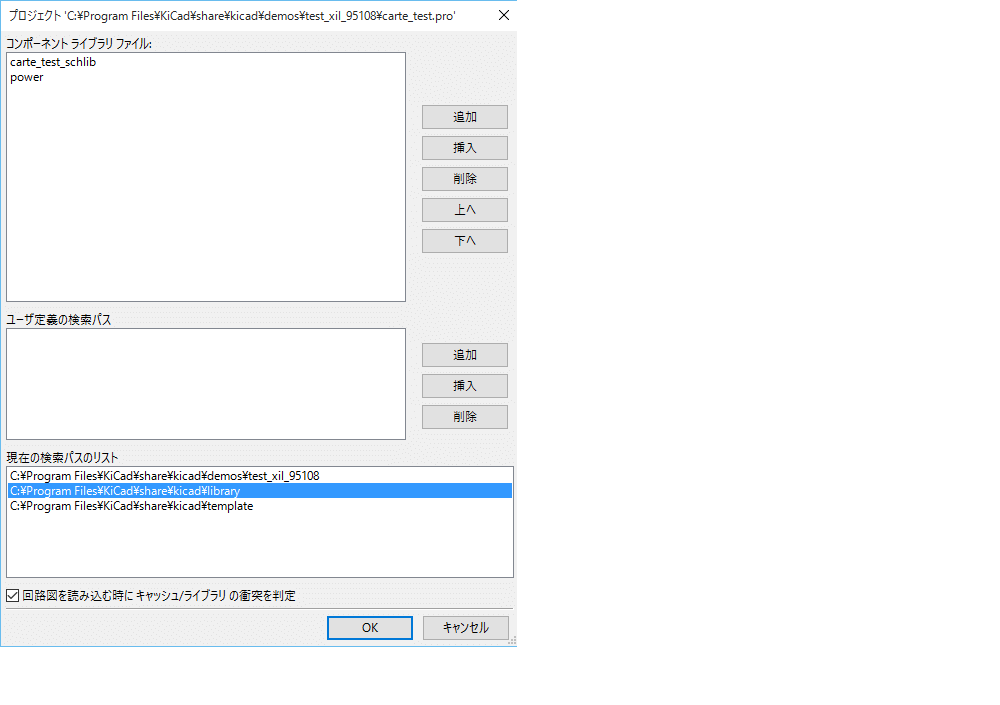 プロジェクト 'C:¥Program Files¥KiCad¥share¥kicad¥demos¥test_xil_95108¥carte_test.pro'
コンポーネント ライブラリ ファイル:
carte_test_schlib
power
追加
挿入
削除
上へ
下へ
ユーザ定義の検索パス
追加
挿入
削除
現在の検索パスのリスト
C:¥Program Files¥KiCad¥share¥kicad¥demos¥test_xil_95108
C:¥Program Files¥KiCad¥share¥kicad¥library
C:¥Program Files¥KiCad¥share¥kicad¥template
回路図を読み込む時に キャッシュ/ライブラリ の衝突を判定
OK
キャンセル